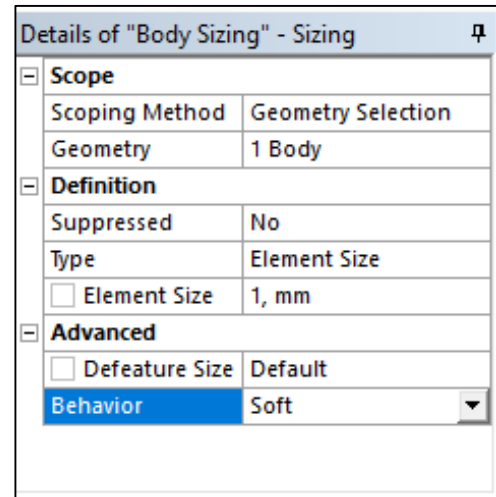 Details of "Body Sizing" - Sizing
Scope
Scoping Method Geometry Selection
Geometry 1 Body
Definition
Suppressed No
Type Element Size
Element Size 1, mm
Advanced
Defeature Size Default
Behavior Soft